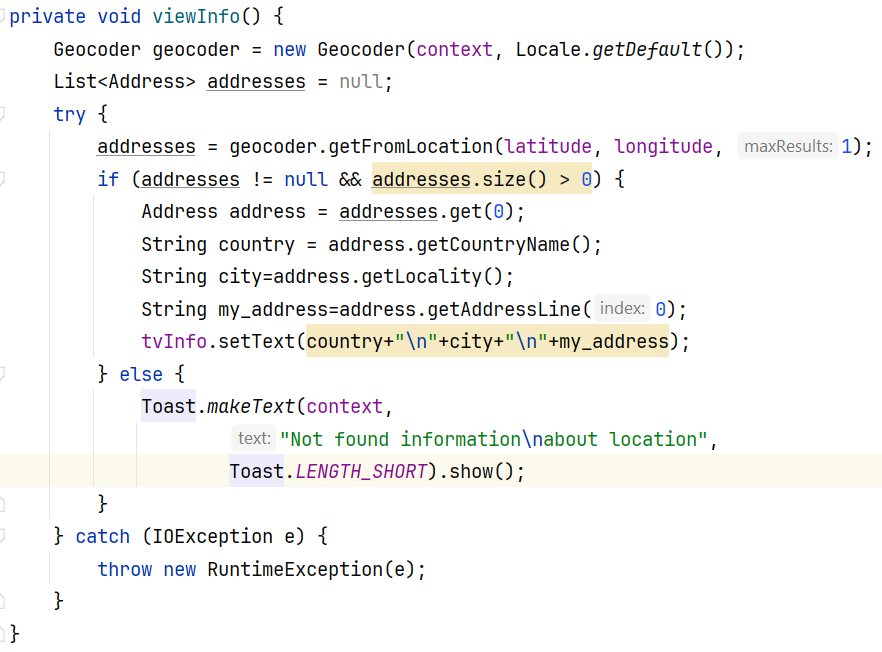 private void viewInfo() {
    Geocoder geocoder = new Geocoder(context, Locale.getDefault());
    List<Address> addresses = null;
    try {
        addresses = geocoder.getFromLocation(latitude, longitude, maxResults: 1);
        if (addresses != null && addresses.size() > 0) {
            Address address = addresses.get(0);
            String country = address.getCountryName();
            String city=address.getLocality();
            String my_address=address.getAddressLine( index: 0);
            tvInfo.setText(country+"\n"+city+"\n"+my_address);
        } else {
            Toast.makeText(context,
                    text: "Not found information\nabout location",
                    Toast.LENGTH_SHORT).show();
        }
    } catch (IOException e) {
        throw new RuntimeException(e);
    }
}